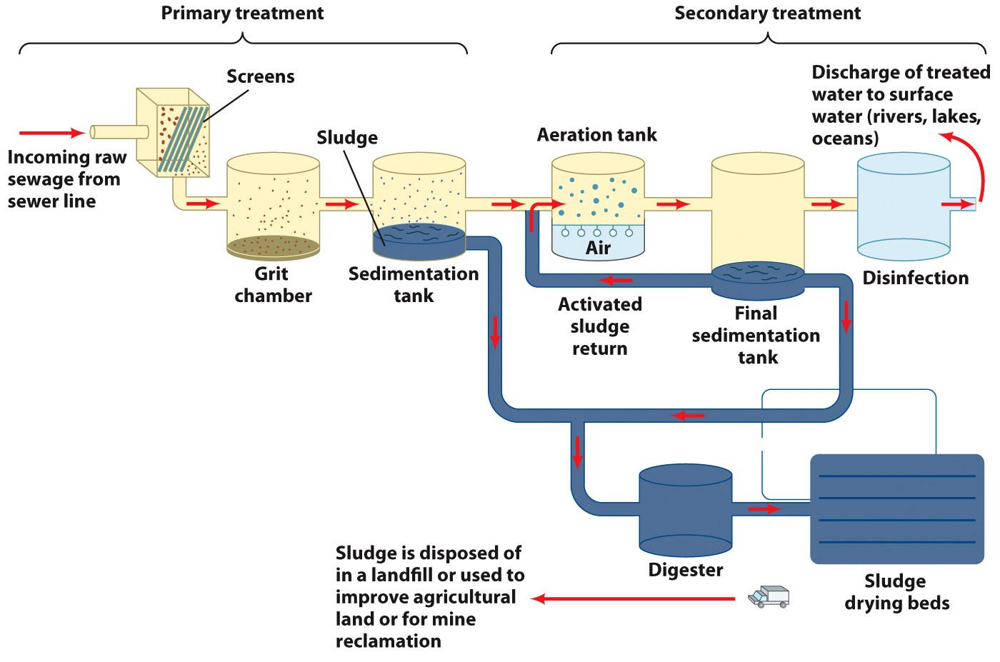 Primary treatment
Secondary treatment
Screens
Discharge of treated
water to surface
water (rivers, lakes,
oceans)
Sludge
Aeration tank
Incoming raw
sewage from
sewer line
Air
Grit
chamber
Sedimentation
tank
Disinfection
Activated
sludge
return
Final
sedimentation
tank
Sludge is disposed of
in a landfill or used to
improve agricultural
land or for mine
reclamation
Digester
Sludge
drying beds